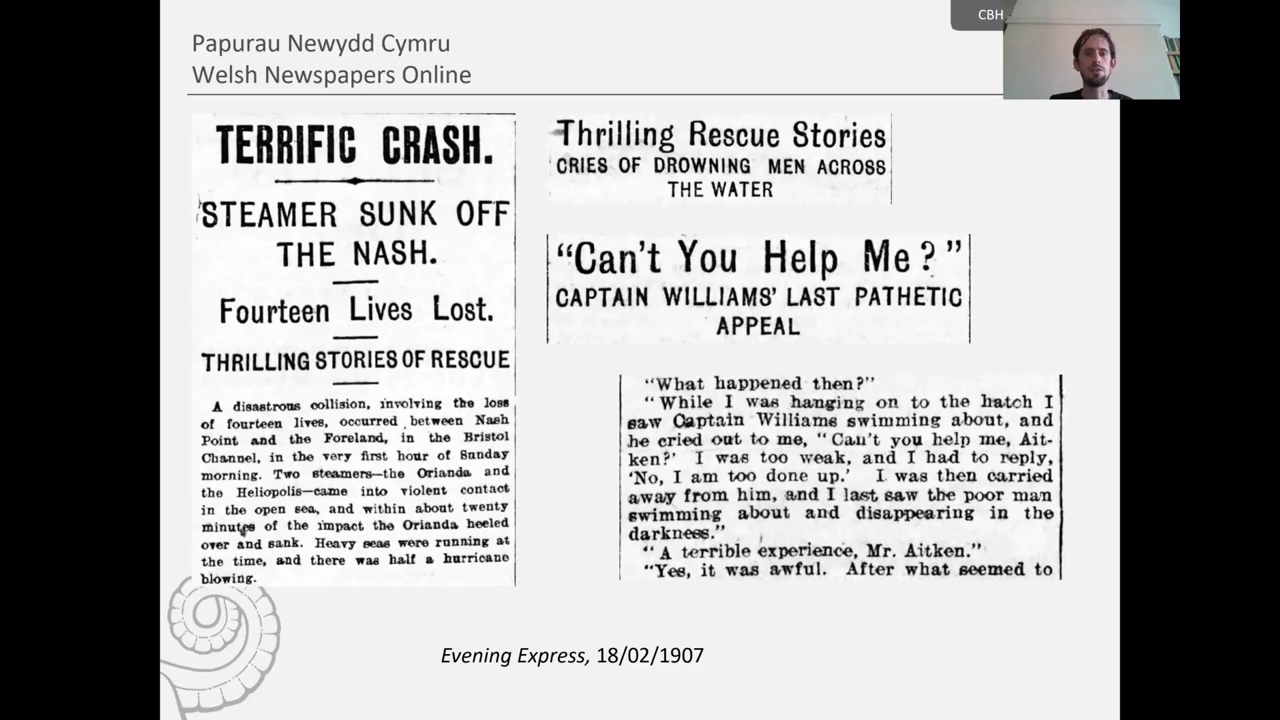 Papurau Newydd Cymru
Welsh Newspapers Online
CBH
TERRIFIC CRASH.
STEAMER SUNK OFF
THE NASH.
Fourteen Lives Lost.
THRILLING STORIES OF RESCUE
A disastrous collision, involving the loss
of fourteen lives, occurred between Nash
Point and the Foreland, in the Bristol
Channel, in the very first hour of Sunday
morning. Two steamers—the Orianda and
the Heliopolis—came into violent contact
in the open sea, and within about twenty
minutes of the impact the Orianda heeled
over and sank. Heavy seas were running at
the time, and there was half a hurricane
blowing.
Thrilling Rescue Stories
CRIES OF DROWNING MEN ACROSS
THE WATER
“Can't You Help Me?”
CAPTAIN WILLIAMS' LAST PATHETIC
APPEAL
“What happened then?”
“While I was hanging on to the hatch I
saw Captain Williams swimming about, and
he cried out to me, “Can't you help me, Ait-
ken?' I was too weak, and I had to reply,
‘No, I am too done up.' I was then carried
away from him, and I last saw the poor man
swimming about and disappearing in the
darkness.”
“A terrible experience, Mr. Aitken.”
“Yes, it was awful. After what seemed to
Evening Express, 18/02/1907